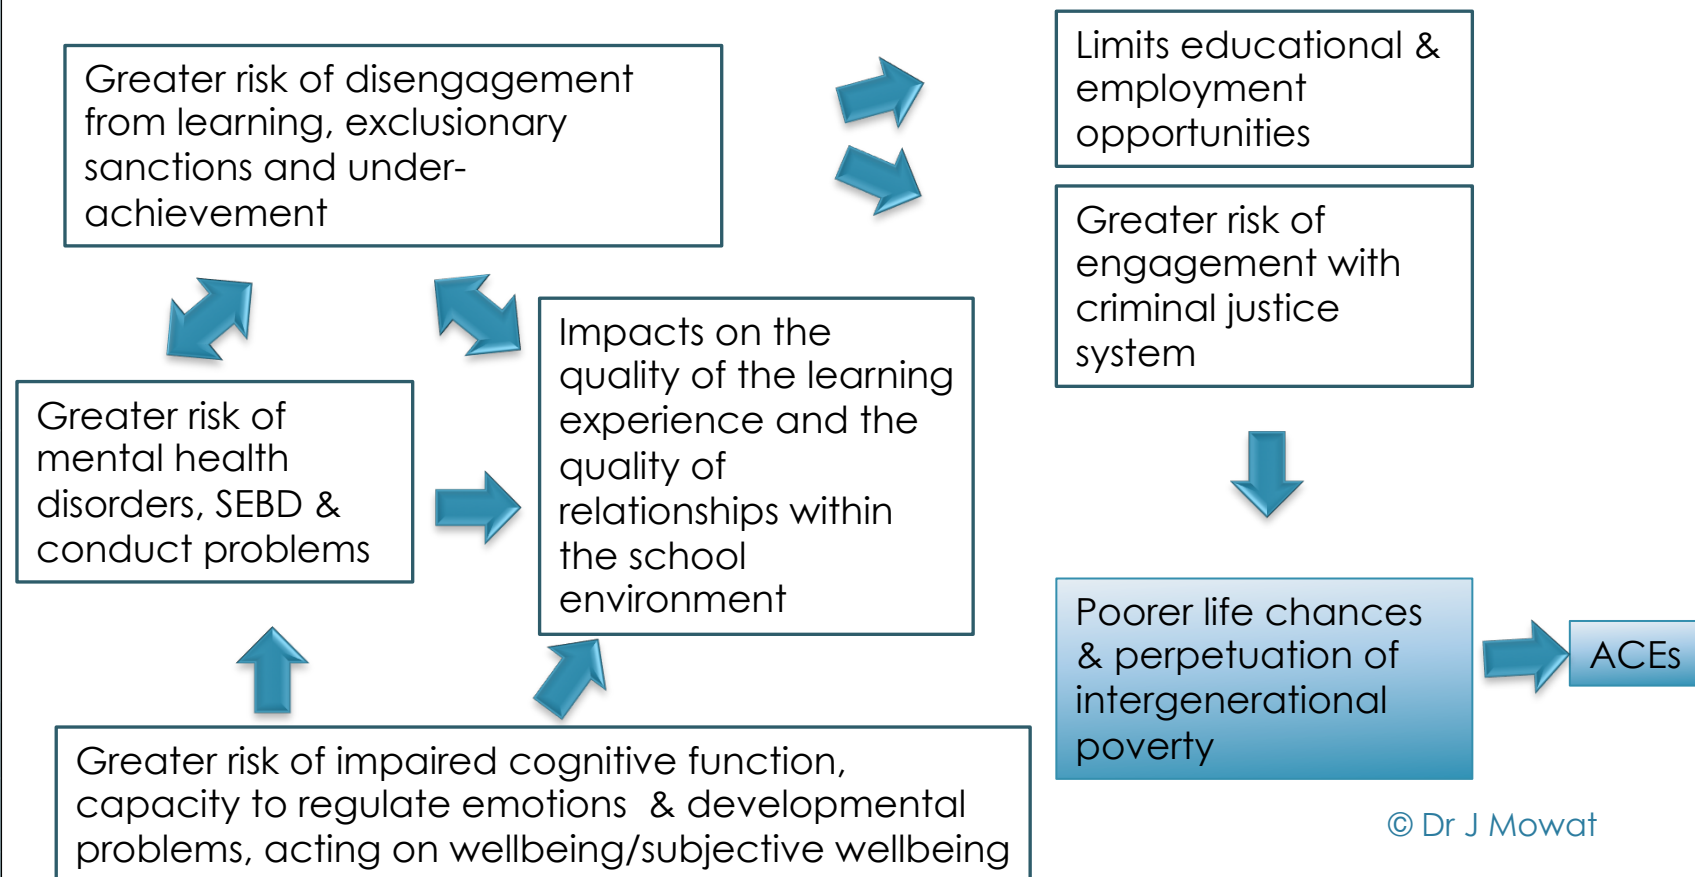 Greater risk of disengagement
from learning, exclusionary
sanctions and under-
achievement
Limits educational &
employment
opportunities
Greater risk of
engagement with
criminal justice
system
Impacts on the
quality of the learning
experience and the
quality of
relationships within
the school
environment
Greater risk of
mental health
disorders, SEBD &
conduct problems
Poorer life chances
& perpetuation of
intergenerational
poverty
ACEs
Greater risk of impaired cognitive function,
capacity to regulate emotions & developmental
problems, acting on wellbeing/subjective wellbeing
© Dr J Mowat